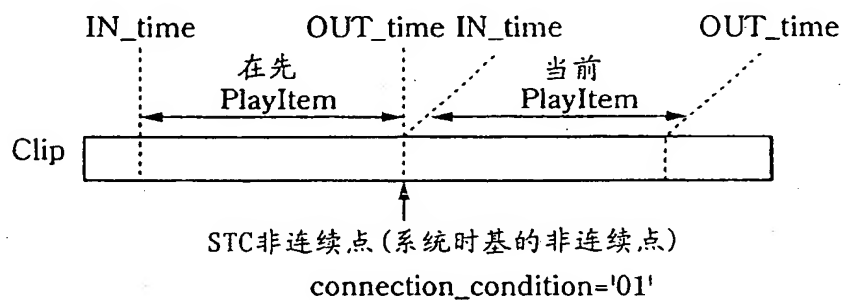 IN_time OUT_time IN_time OUT_time
在先 当前
PlayItem PlayItem
Clip
STC非连续点(系统时基的非连续点)
connection_condition='01'